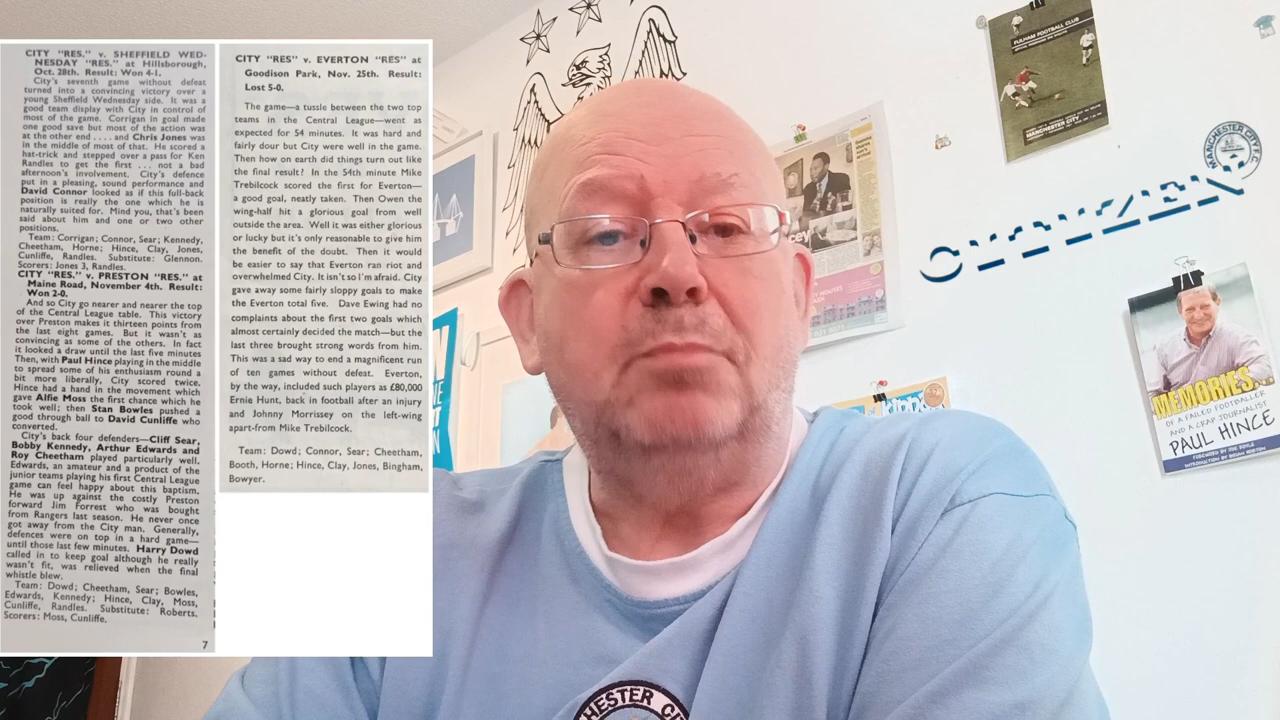 CITY "RES." v. SHEFFIELD WED-
NESDAY "RES." at Hillsborough,
Oct. 28th. Result: Won 4-1.
City's seventh game without defeat
turned into a convincing victory over a
young Sheffield Wednesday side. It was a
good team display with City in control of
most of the game. Corrigan in goal made
one good save but most of the action was
at the other end .... and Chris Jones was
in the middle of most of that. He scored a
hat-trick and stepped over a pass for Ken
Randles to get the first ... not a bad
afternoon's involvement. City's defence
put in a pleasing, sound performance and
David Connor looked as if this full-back
position is really the one which he is
naturally suited for. Mind you, that's been
said about him and one or two other
positions.
Team: Corrigan; Connor, Sear; Kennedy,
Cheetham, Horne; Hince, Clay, Jones,
Cunliffe, Randles. Substitute: Glennon.
Scorers: Jones 3, Randles.
CITY "RES." v. PRESTON "RES." at
Maine Road, November 4th. Result:
Won 2-0.
And so City go nearer and nearer the top
of the Central League table. This victory
over Preston makes it thirteen points from
the last eight games. But it wasn't as
convincing as some of the others. In fact
it looked a draw until the last five minutes
Then, with Paul Hince playing in the middle
to spread some of his enthusiasm round a
bit more liberally, City scored twice.
Hince had a hand in the movement which
gave Alfie Moss the first chance which he
took well; then Stan Bowles pushed a
good through ball to David Cunliffe who
converted.
City's back four defenders—Cliff Sear,
Bobby Kennedy, Arthur Edwards and
Roy Cheetham played particularly well.
Edwards, an amateur and a product of the
junior teams playing his first Central League
game can feel happy about this baptism.
He was up against the costly Preston
forward Jim Forrest who was bought
from Rangers last season. He never once
got away from the City man. Generally,
defences were on top in a hard game—
until those last few minutes. Harry Dowd
called in to keep goal although he really
wasn't fit, was relieved when the final
whistle blew.
Team: Dowd; Cheetham, Sear; Bowles,
Edwards, Kennedy; Hince, Clay, Moss,
Cunliffe, Randles. Substitute: Roberts.
Scorers: Moss, Cunliffe.
7
CITY "RES" v. EVERTON "RES" at
Goodison Park, Nov. 25th. Result:
Lost 5-0.
The game—a tussle between the two top
teams in the Central League—went as
expected for 54 minutes. It was hard and
fairly dour but City were well in the game.
Then how on earth did things turn out like
the final result? In the 54th minute Mike
Trebilcock scored the first for Everton—
a good goal, neatly taken. Then Owen the
wing-half hit a glorious goal from well
outside the area. Well it was either glorious
or lucky but it's only reasonable to give him
the benefit of the doubt. Then it would
be easier to say that Everton ran riot and
overwhelmed City. It isn't so I'm afraid. City
gave away some fairly sloppy goals to make
the Everton total five. Dave Ewing had no
complaints about the first two goals which
almost certainly decided the match—but the
last three brought strong words from him.
This was a sad way to end a magnificent run
of ten games without defeat. Everton,
by the way, included such players as £80,000
Ernie Hunt, back in football after an injury
and Johnny Morrissey on the left-wing
apart from Mike Trebilcock.
Team: Dowd; Connor, Sear; Cheetham,
Booth, Horne; Hince, Clay, Jones, Bingham,
Bowyer.
FULHAM FOOTBALL CLUB
MANCHESTER CITY
MANCHESTER CITY F.C.
CITYZEN
MEMORIES...
OF A FAILED FOOTBALLER
AND A CRAP JOURNALIST
PAUL HINCE
HESTER CI